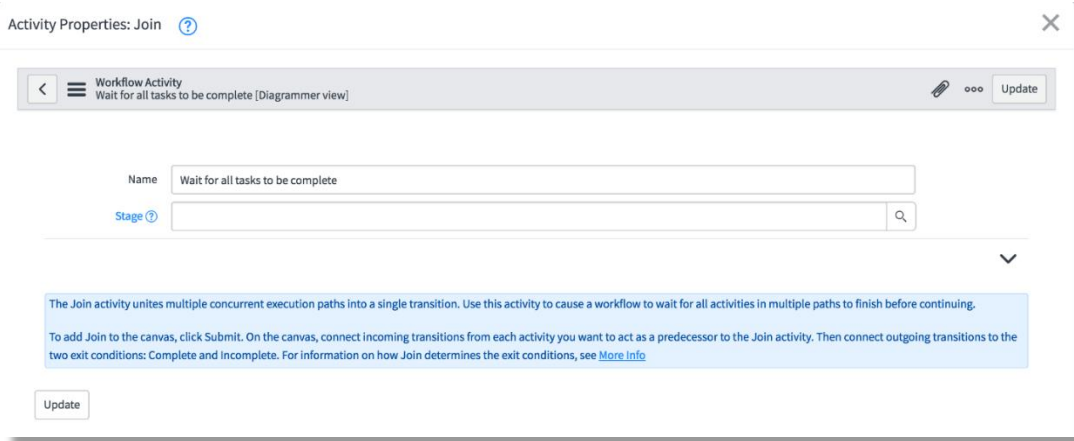 Activity Properties: Join ?
Workflow Activity
Wait for all tasks to be complete [Diagrammer view]
Update
Name
Wait for all tasks to be complete
Stage ?
The Join activity unites multiple concurrent execution paths into a single transition. Use this activity to cause a workflow to wait for all activities in multiple paths to finish before continuing.
To add Join to the canvas, click Submit. On the canvas, connect incoming transitions from each activity you want to act as a predecessor to the Join activity. Then connect outgoing transitions to the
two exit conditions: Complete and Incomplete. For information on how Join determines the exit conditions, see More Info
Update